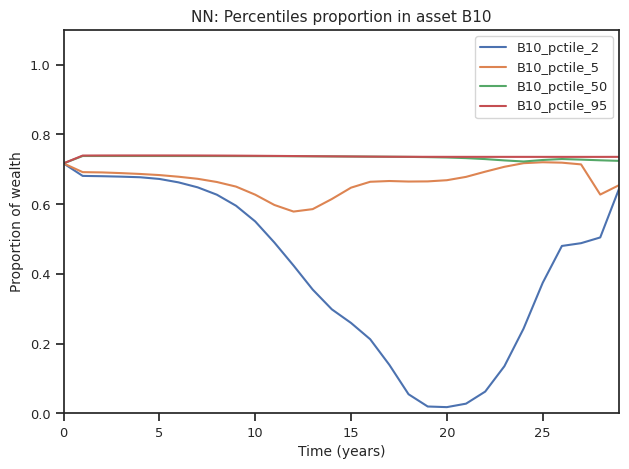 NN: Percentiles proportion in asset B10
B10_pctile_2
B10_pctile_5
B10_pctile_50
B10_pctile_95
Proportion of wealth
1.0
0.8
0.6
0.4
0.2
0.0
0 5 10 15 20 25
Time (years)